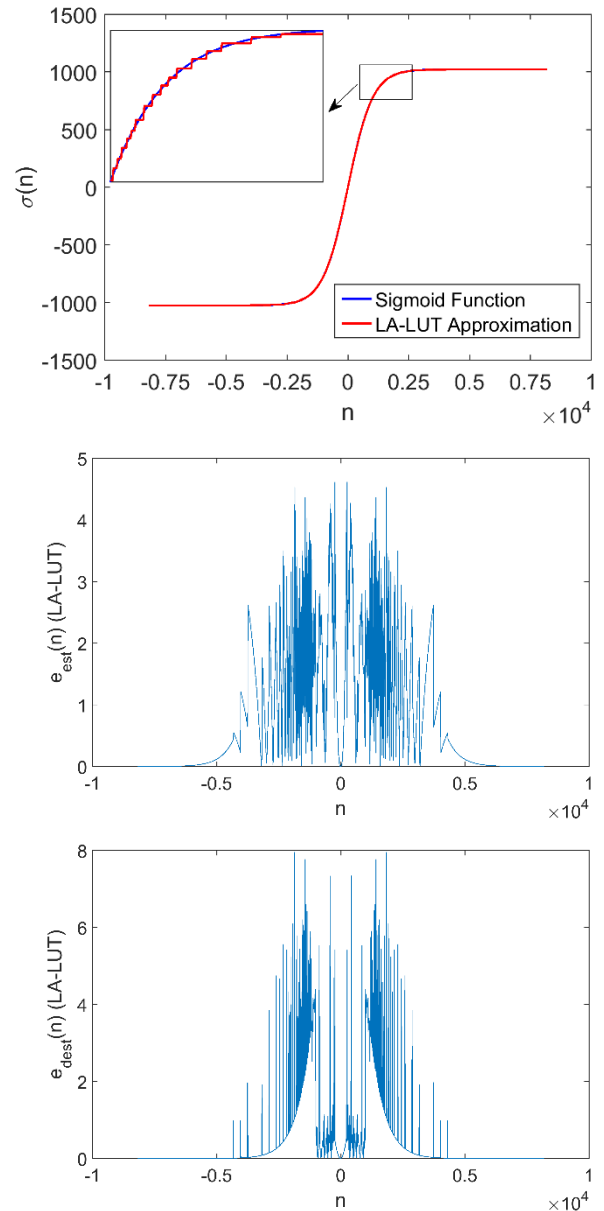 1500
1000
500
0
-500
-1000
-1500
σ(n)
Sigmoid Function
LA-LUT Approximation
-1 -0.75 -0.5 -0.25 0 0.25 0.5 0.75 1
n
×10^4
5
4
3
2
1
0
e_est(n) (LA-LUT)
-1 -0.5 0 0.5 1
n
×10^4
8
6
4
2
0
e_dest(n) (LA-LUT)
-1 -0.5 0 0.5 1
n
×10^4